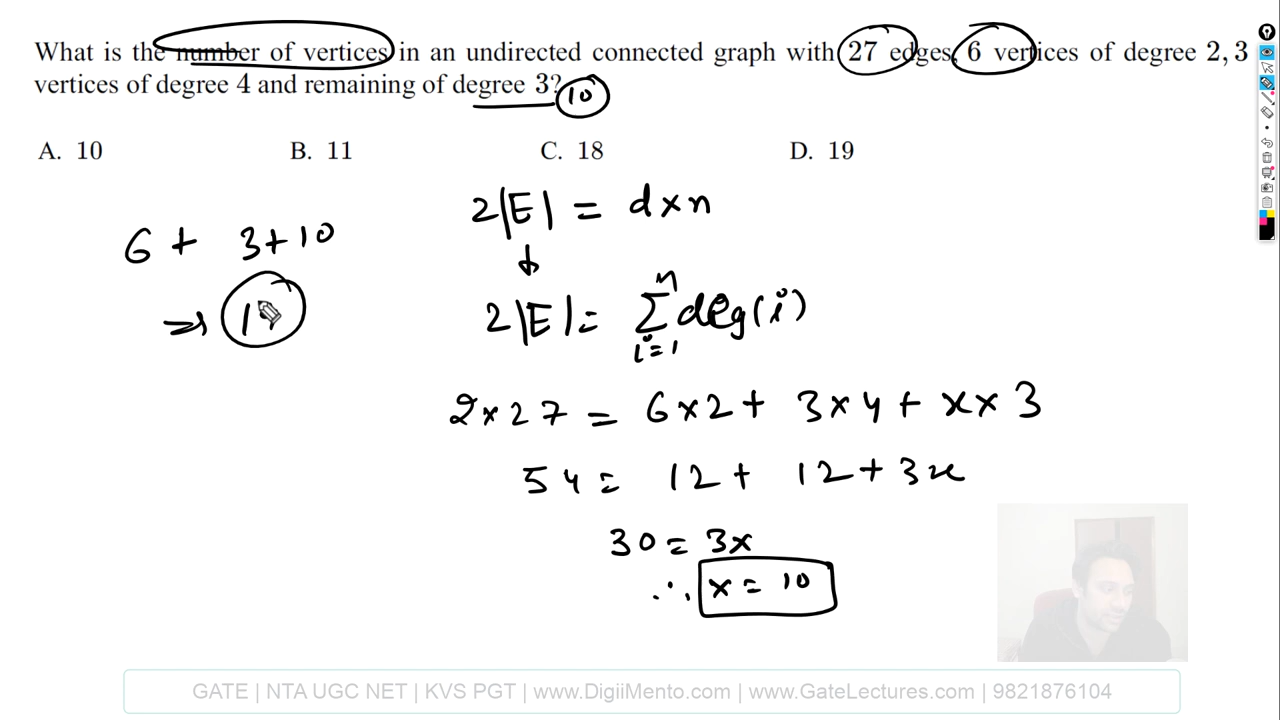 What is the number of vertices in an undirected connected graph with 27 edges, 6 vertices of degree 2, 3
vertices of degree 4 and remaining of degree 3? 10
A. 10 B. 11 C. 18 D. 19
2|E| = d x n
6 + 3 + 10
⇒ 19
2|E| = n Σ i=1 deg(i)
2 x 27 = 6 x 2 + 3 x 4 + x x 3
54 = 12 + 12 + 3x
30 = 3x
∴ x = 10
GATE | NTA UGC NET | KVS PGT | www.DigiiMento.com | www.GateLectures.com | 9821876104